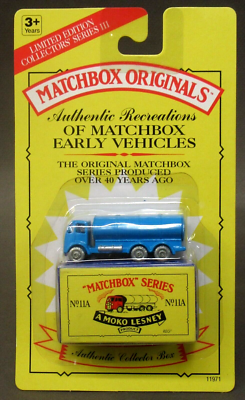 3+
Years
LIMITED EDITION
COLLECTORS' SERIES III
MATCHBOX ORIGINALS
Authentic Recreations
OF MATCHBOX
EARLY VEHICLES
THE ORIGINAL MATCHBOX
SERIES PRODUCED
OVER 40 YEARS AGO
"MATCHBOX" SERIES
No11A
No11A
A MOKO LESNEY
Authentic Collector Box
11971